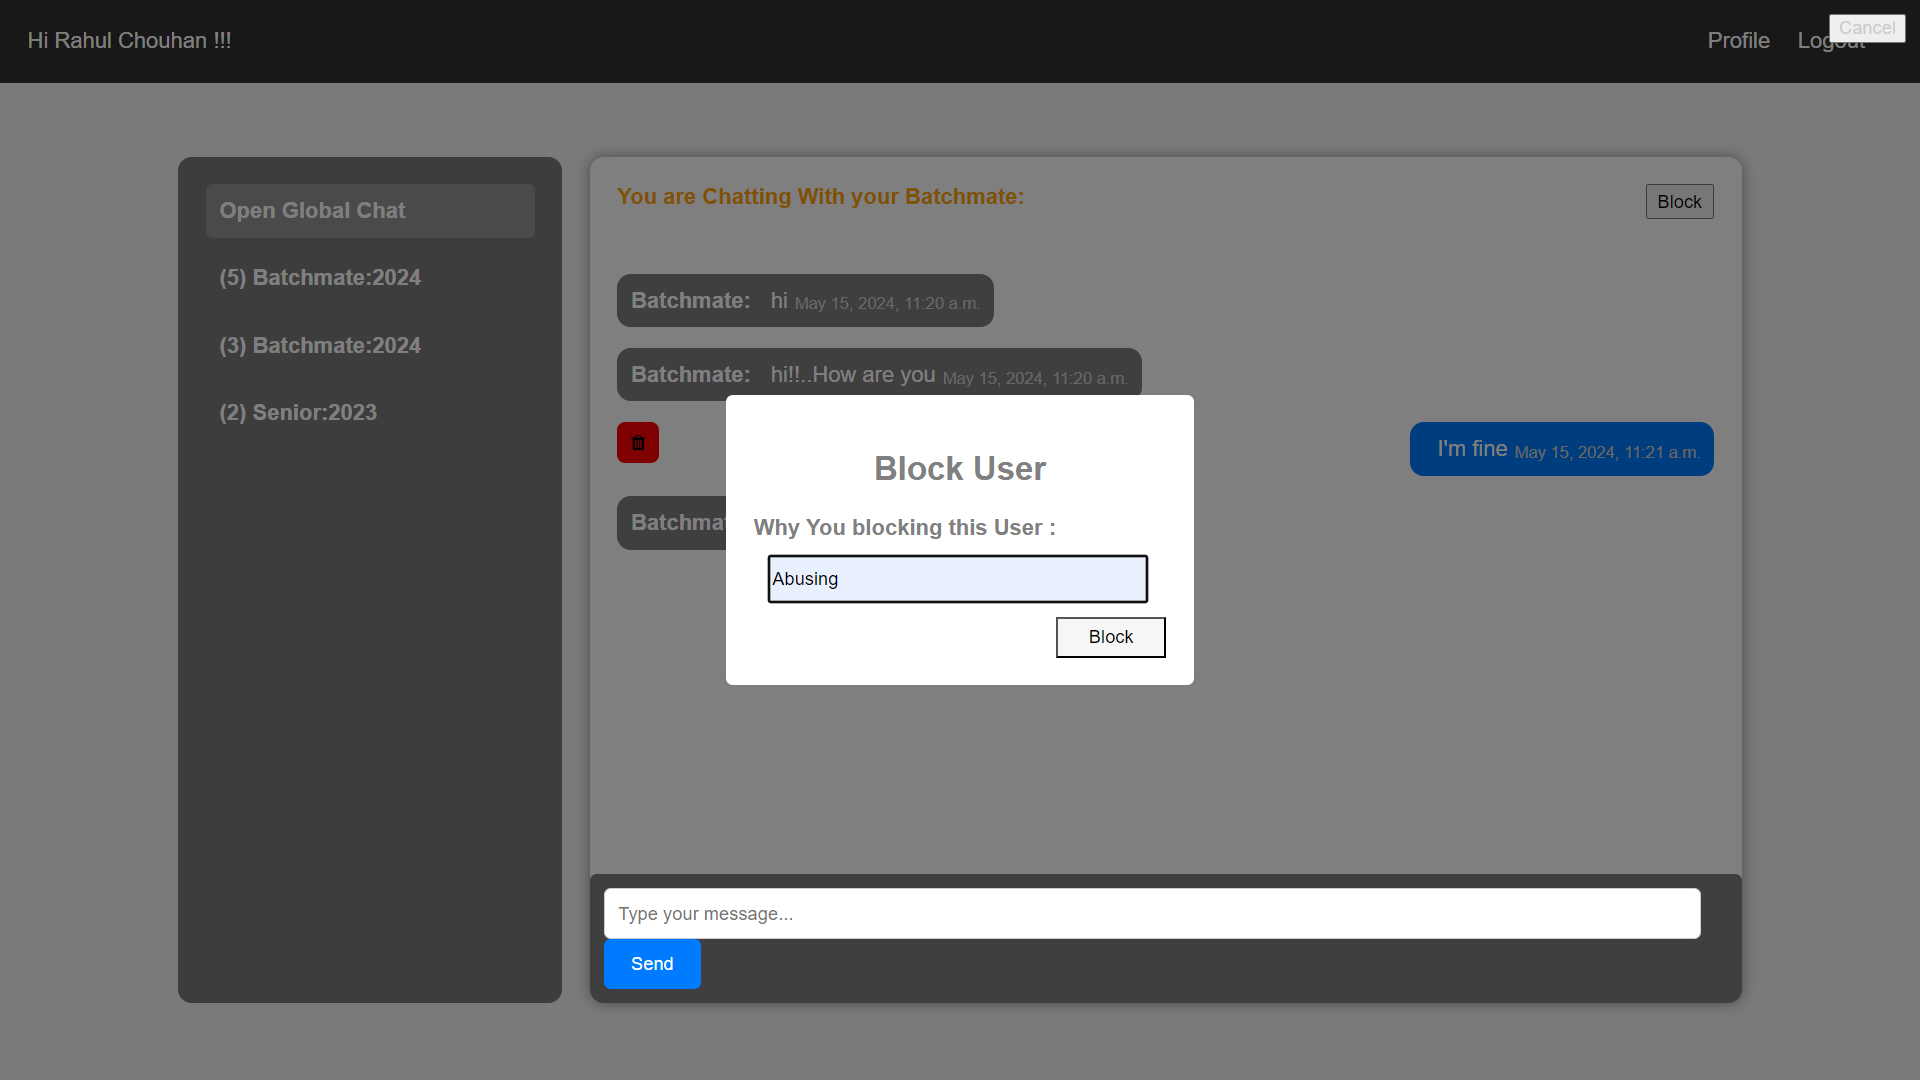 Hi Rahul Chouhan !!!
Profile
Logout
Cancel
Open Global Chat
(5) Batchmate:2024
(3) Batchmate:2024
(2) Senior:2023
You are Chatting With your Batchmate:
Block
Batchmate: hi May 15, 2024, 11:20 a.m.
Batchmate: hi!!..How are you May 15, 2024, 11:20 a.m.
I'm fine May 15, 2024, 11:21 a.m.
Block User
Why You blocking this User :
Abusing
Block
Type your message...
Send